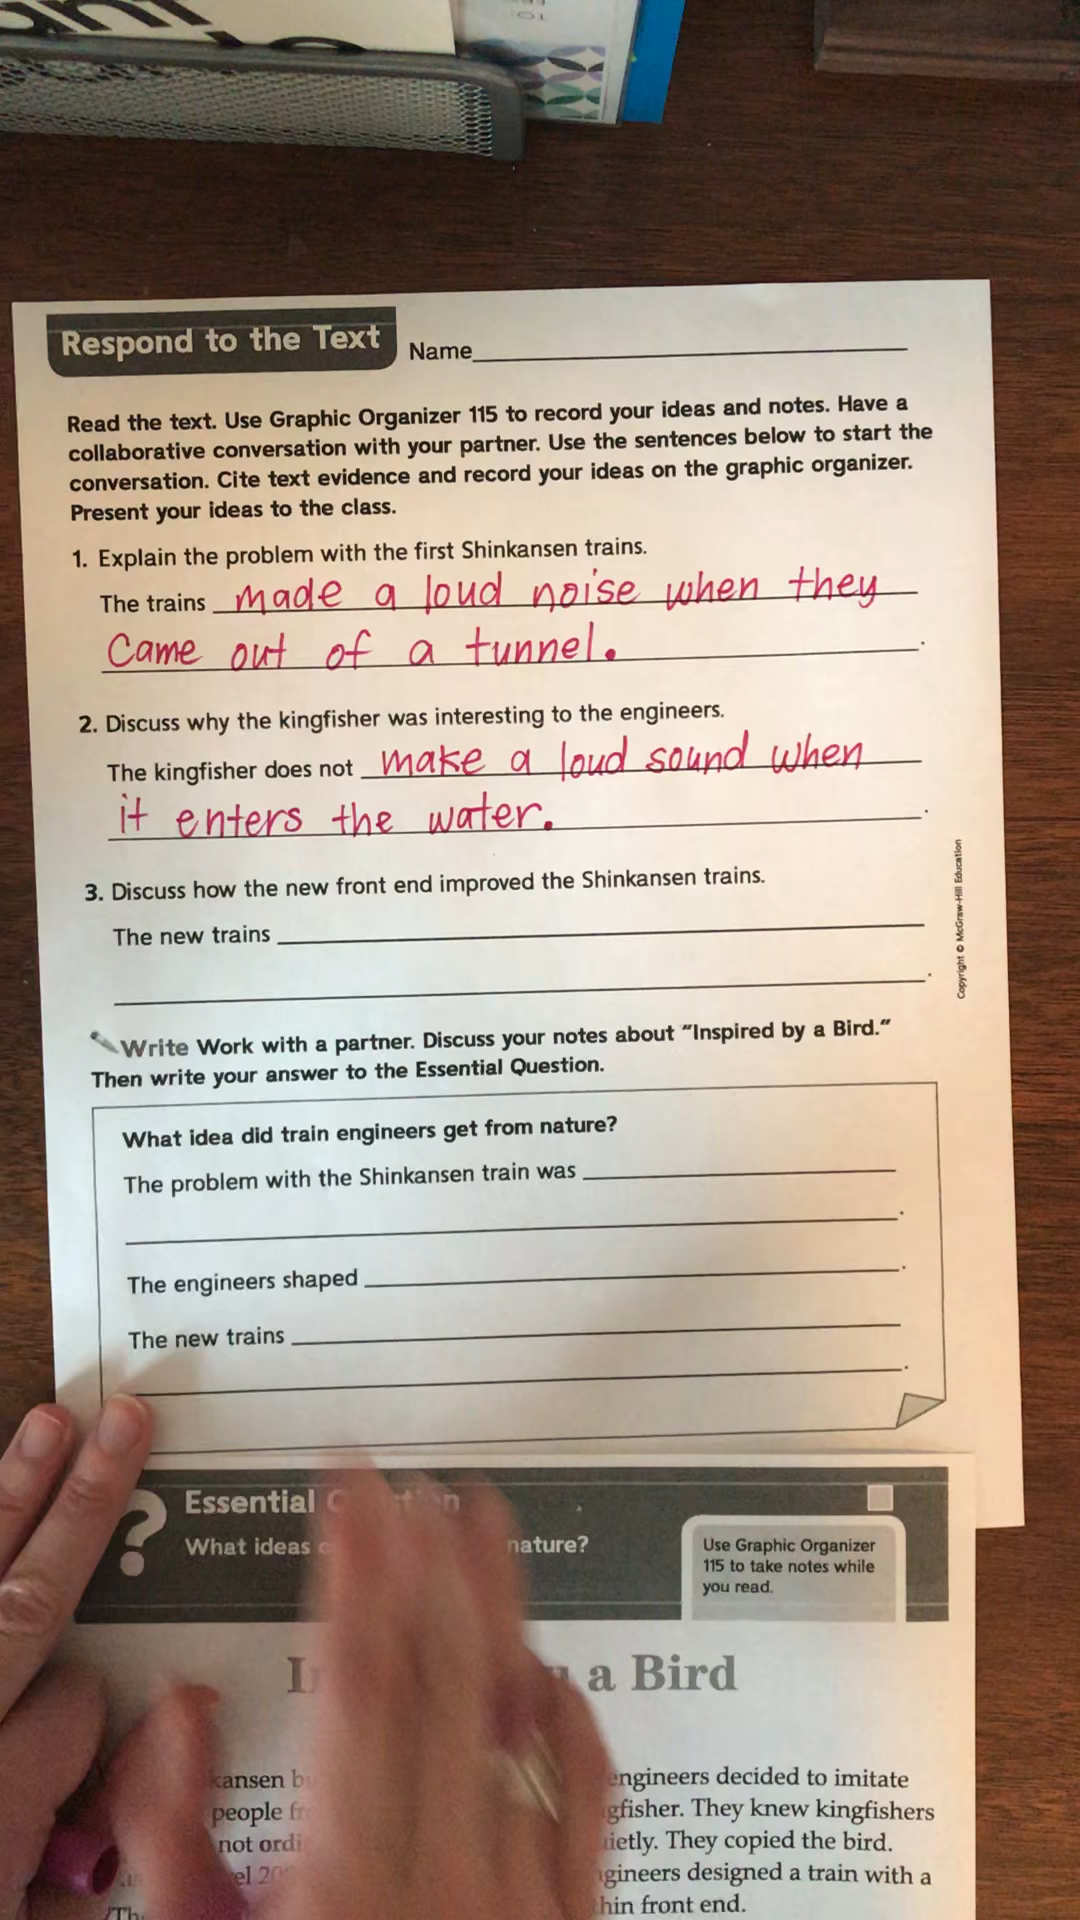 Respond to the Text
Name
Read the text. Use Graphic Organizer 115 to record your ideas and notes. Have a
collaborative conversation with your partner. Use the sentences below to start the
conversation. Cite text evidence and record your ideas on the graphic organizer.
Present your ideas to the class.
1. Explain the problem with the first Shinkansen trains.
The trains made a loud noise when they
came out of a tunnel.
2. Discuss why the kingfisher was interesting to the engineers.
The kingfisher does not make a loud sound when
it enters the water.
3. Discuss how the new front end improved the Shinkansen trains.
The new trains
Copyright © McGraw-Hill Education
Write Work with a partner. Discuss your notes about “Inspired by a Bird.”
Then write your answer to the Essential Question.
What idea did train engineers get from nature?
The problem with the Shinkansen train was
The engineers shaped
The new trains
Essential
What ideas nature?
Use Graphic Organizer
115 to take notes while
you read.
a Bird
people
not
engineers decided to imitate
They knew kingfishers
They copied the bird.
designed a train with a
front end.